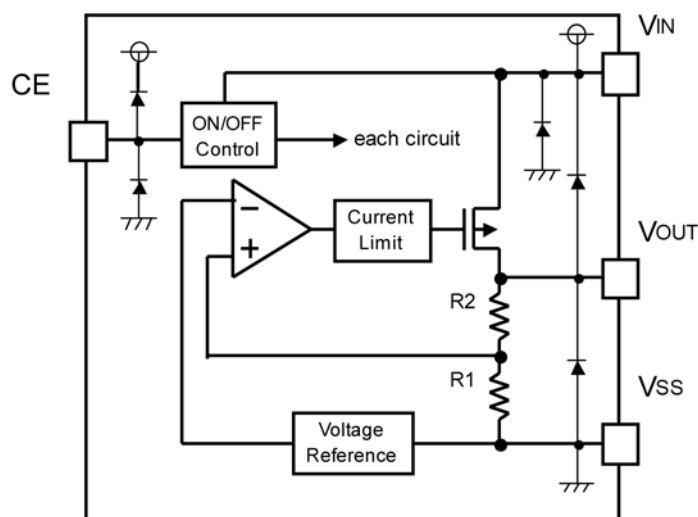 VIN
CE
ON/OFF
Control
each circuit
−
+
Current
Limit
VOUT
R2
R1
VSS
Voltage
Reference